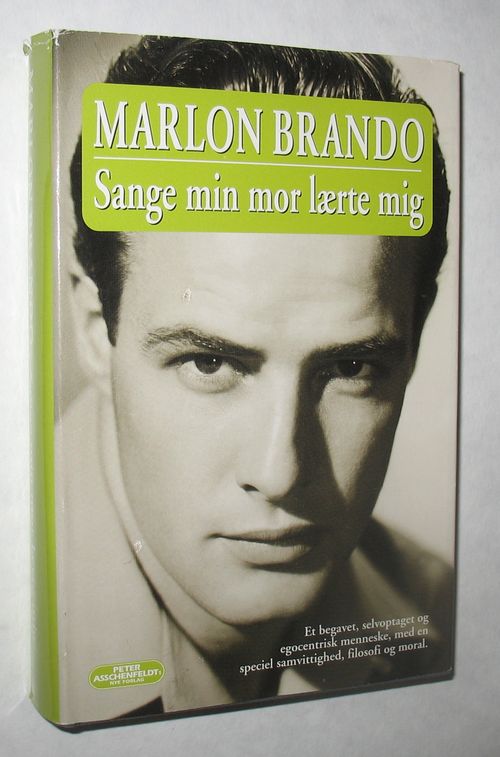 MARLON BRANDO
Sange min mor lærte mig
Et begavet, selvoptaget og
egocentrisk menneske, med en
speciel samvittighed, filosofi og moral.
PETER
ASSCHENFELDTS
NYE FORLAG